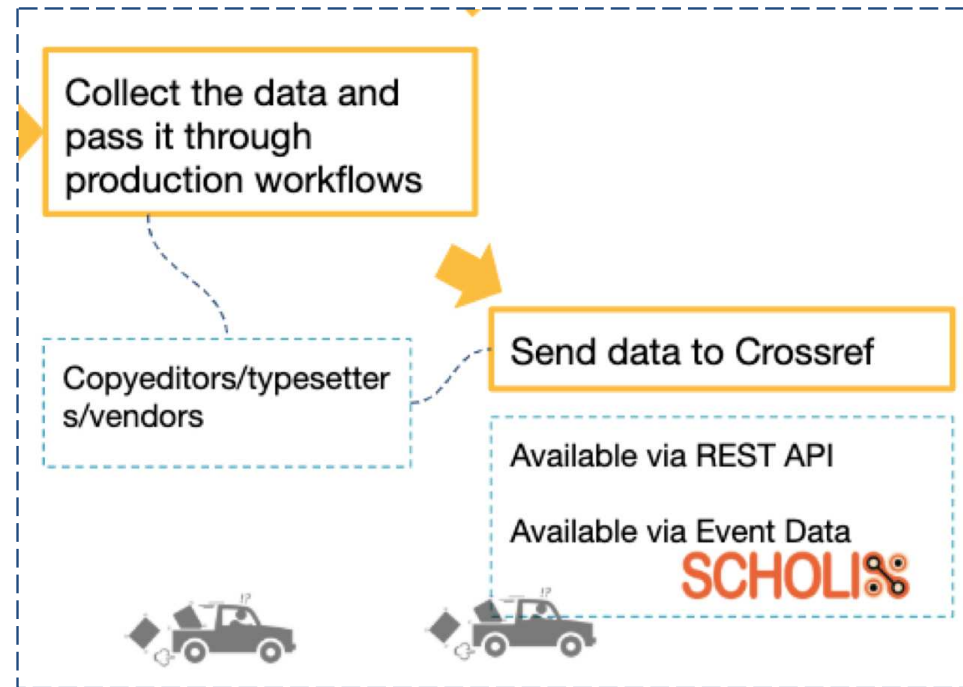 Collect the data and
pass it through
production workflows
Send data to Crossref
Copyeditors/typesetter
s/vendors
Available via REST API
Available via Event Data
SCHOLIX
!?
!?